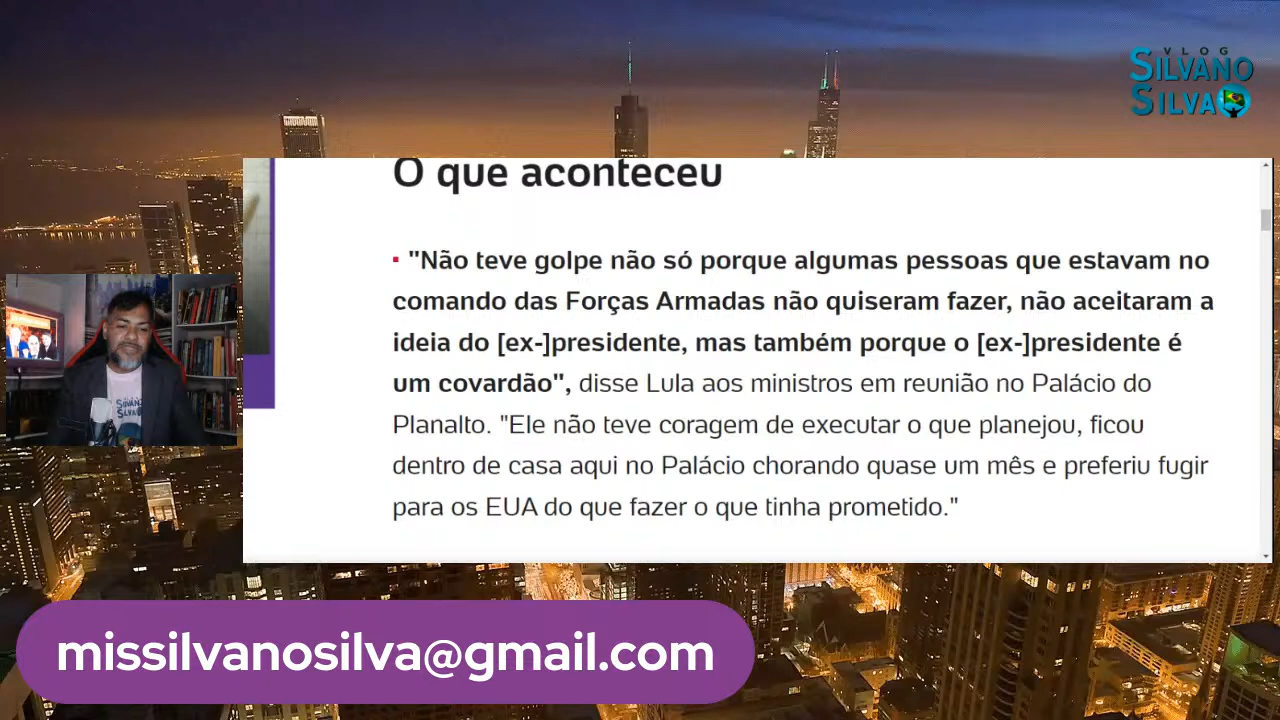 VLOG
SILVANO
SILVA
O que aconteceu
"Não teve golpe não só porque algumas pessoas que estavam no
comando das Forças Armadas não quiseram fazer, não aceitaram a
ideia do [ex-]presidente, mas também porque o [ex-]presidente é
um covardão", disse Lula aos ministros em reunião no Palácio do
Planalto. "Ele não teve coragem de executar o que planejou, ficou
dentro de casa aqui no Palácio chorando quase um mês e preferiu fugir
para os EUA do que fazer o que tinha prometido."
SILVANO
SILVA
missilvanosilva@gmail.com